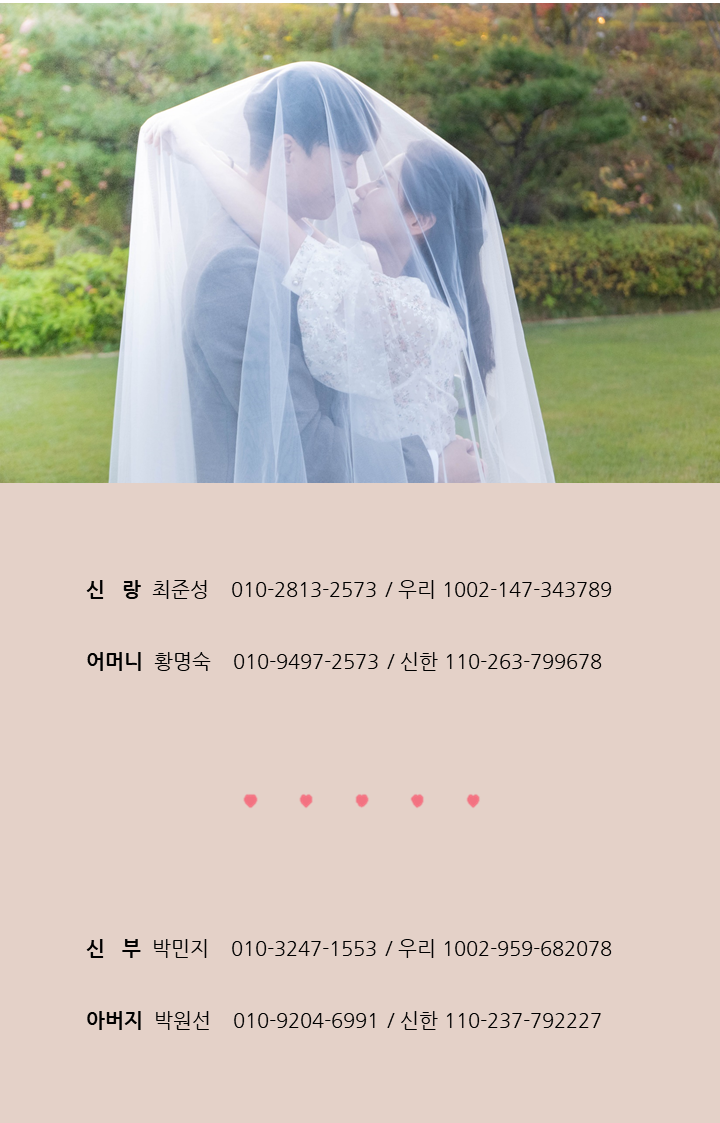 신 랑 최준성 010-2813-2573 / 우리 1002-147-343789
어머니 황명숙 010-9497-2573 / 신한 110-263-799678
신 부 박민지 010-3247-1553 / 우리 1002-959-682078
아버지 박원선 010-9204-6991 / 신한 110-237-792227